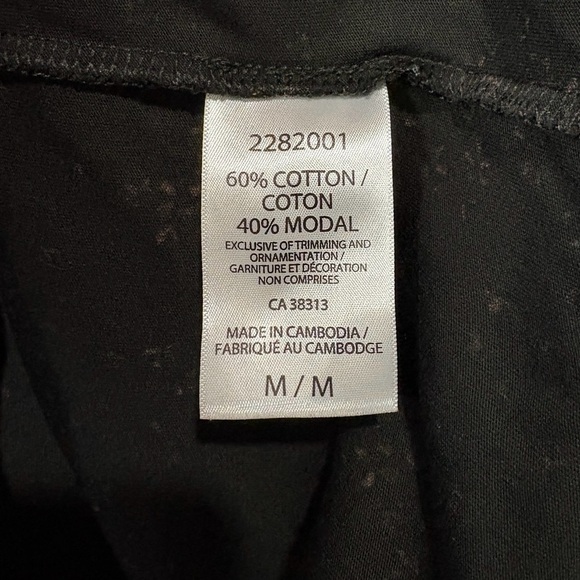 2282001
60% COTTON /
COTON
40% MODAL
EXCLUSIVE OF TRIMMING AND
ORNAMENTATION /
GARNITURE ET DÉCORATION
NON COMPRISES
CA 38313
MADE IN CAMBODIA /
FABRIQUÉ AU CAMBODGE
M / M